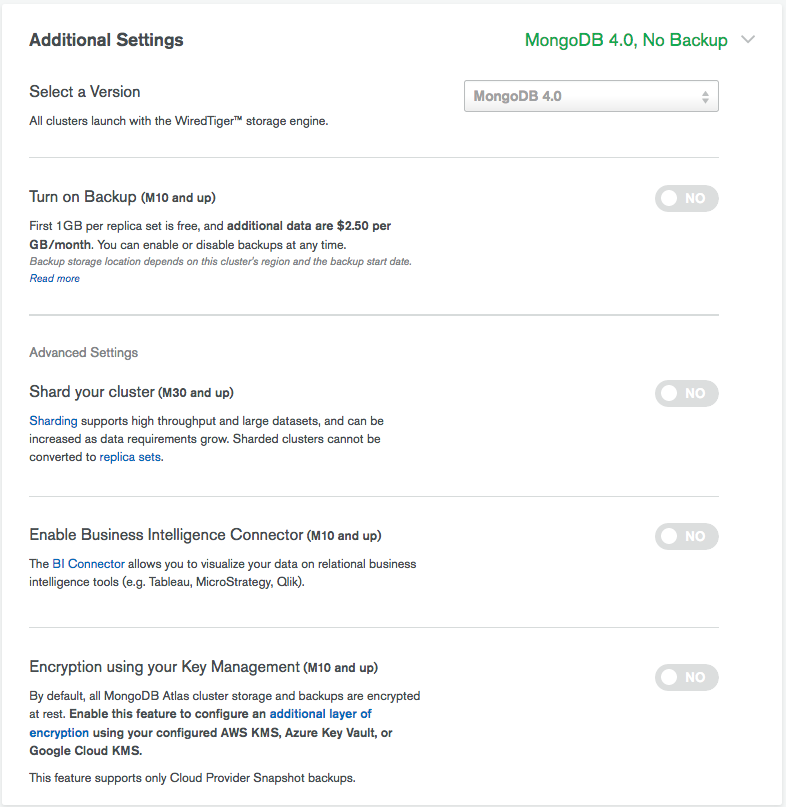 Additional Settings
MongoDB 4.0, No Backup
Select a Version
MongoDB 4.0
All clusters launch with the WiredTiger™ storage engine.
Turn on Backup (M10 and up)
NO
First 1GB per replica set is free, and additional data are $2.50 per
GB/month. You can enable or disable backups at any time.
Backup storage location depends on this cluster's region and the backup start date.
Read more
Advanced Settings
Shard your cluster (M30 and up)
NO
Sharding supports high throughput and large datasets, and can be
increased as data requirements grow. Sharded clusters cannot be
converted to replica sets.
Enable Business Intelligence Connector (M10 and up)
NO
The BI Connector allows you to visualize your data on relational business
intelligence tools (e.g. Tableau, MicroStrategy, Qlik).
Encryption using your Key Management (M10 and up)
NO
By default, all MongoDB Atlas cluster storage and backups are encrypted
at rest. Enable this feature to configure an additional layer of
encryption using your configured AWS KMS, Azure Key Vault, or
Google Cloud KMS.
This feature supports only Cloud Provider Snapshot backups.